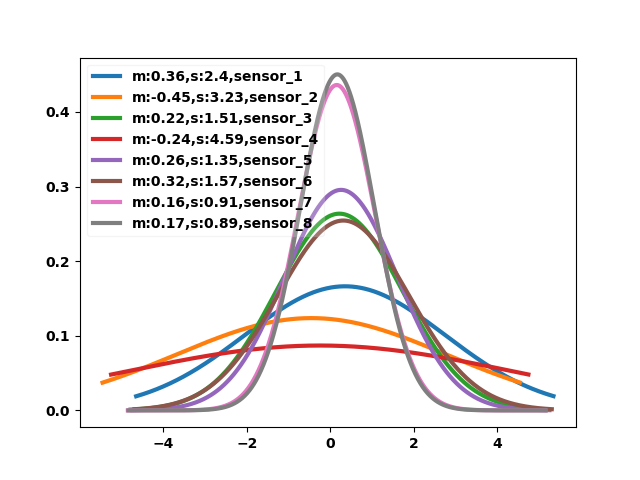 m:0.36,s:2.4,sensor_1
m:-0.45,s:3.23,sensor_2
m:0.22,s:1.51,sensor_3
m:-0.24,s:4.59,sensor_4
m:0.26,s:1.35,sensor_5
m:0.32,s:1.57,sensor_6
m:0.16,s:0.91,sensor_7
m:0.17,s:0.89,sensor_8
0.4
0.3
0.2
0.1
0.0
−4 −2 0 2 4